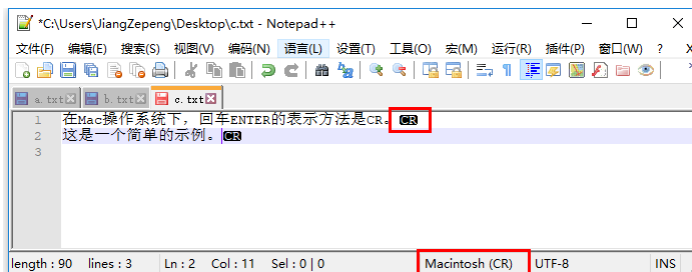 *C:\Users\JiangZepeng\Desktop\c.txt - Notepad++
文件(F) 编辑(E) 搜索(S) 视图(V) 编码(N) 语言(L) 设置(T) 工具(O) 宏(M) 运行(R) 插件(P) 窗口(W) ? X
a.txt b.txt c.txt
1 在Mac操作系统下，回车ENTER的表示方法是CR。CR
2 这是一个简单的示例。CR
3
length : 90 lines : 3 Ln : 2 Col : 11 Sel : 0 | 0 Macintosh (CR) UTF-8 INS